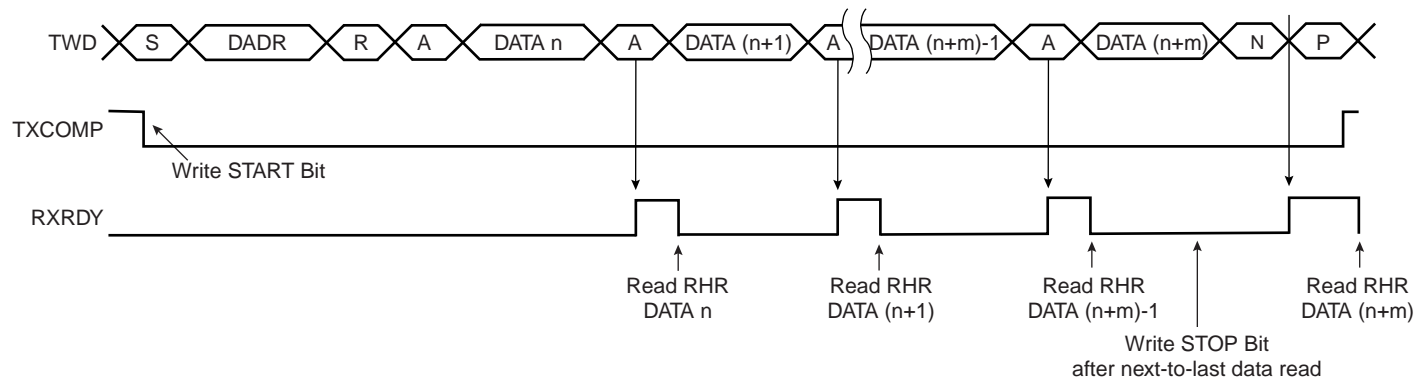 TWD S DADR R A DATA n A DATA (n+1) A DATA (n+m)-1 A DATA (n+m) N P
TXCOMP
Write START Bit
RXRDY
Read RHR
DATA n
Read RHR
DATA (n+1)
Read RHR
DATA (n+m)-1
Read RHR
DATA (n+m)
Write STOP Bit
after next-to-last data read